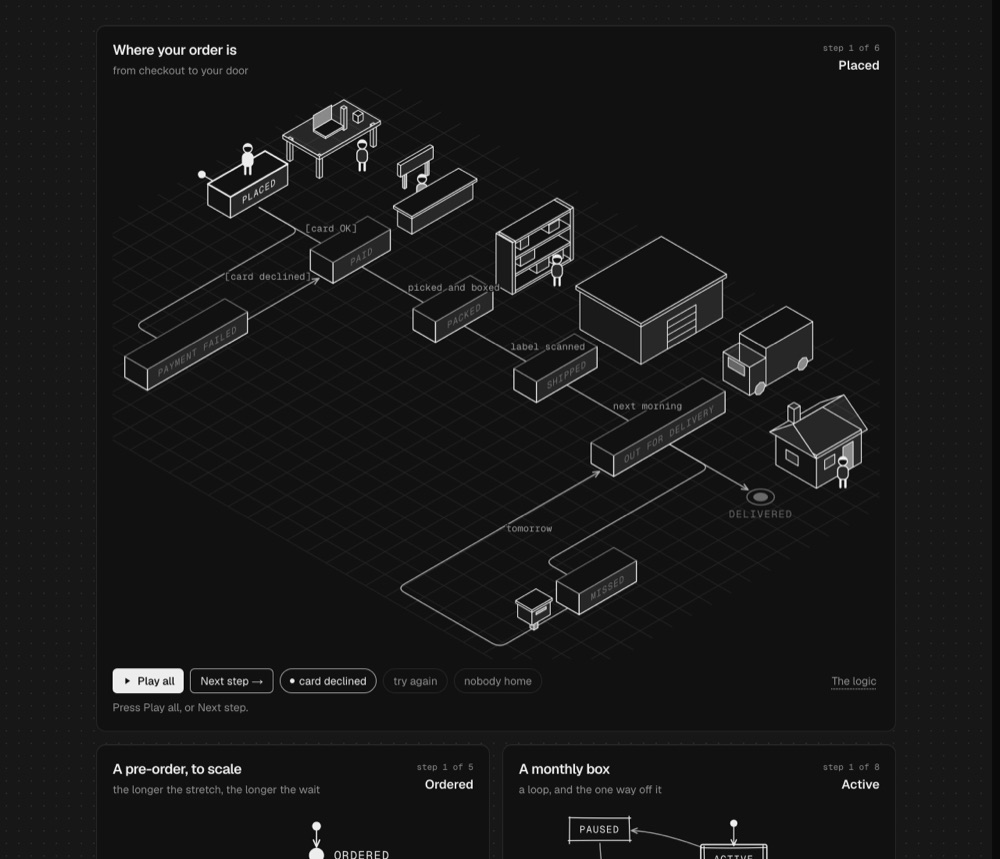 Where your order is
step 1 of 6
from checkout to your door
Placed
PLACED
[card OK]
PAID
[card declined]
picked and boxed
PACKED
PAYMENT FAILED
label scanned
SHIPPED
next morning
OUT FOR DELIVERY
DELIVERED
tomorrow
MISSED
Play all
Next step →
card declined
try again
nobody home
The logic
Press Play all, or Next step.
A pre-order, to scale
step 1 of 5
the longer the stretch, the longer the wait
Ordered
ORDERED
A monthly box
step 1 of 8
a loop, and the one way off it
Active
PAUSED
ACTIVE